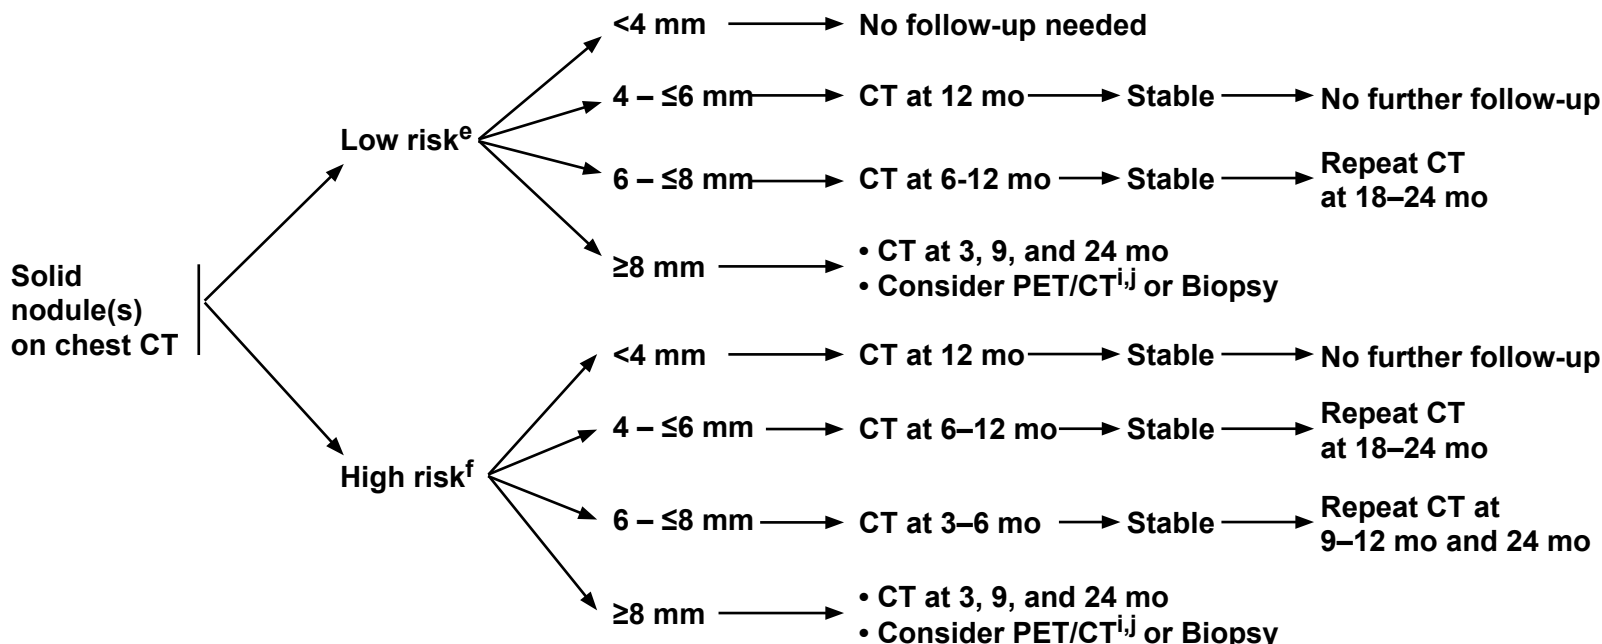 Solid
nodule(s)
on chest CT
Low risk^e
<4 mm
No follow-up needed
4 – ≤6 mm
CT at 12 mo
Stable
No further follow-up
6 – ≤8 mm
CT at 6-12 mo
Stable
Repeat CT
at 18–24 mo
≥8 mm
• CT at 3, 9, and 24 mo
• Consider PET/CT^i,j or Biopsy
High risk^f
<4 mm
CT at 12 mo
Stable
No further follow-up
4 – ≤6 mm
CT at 6–12 mo
Stable
Repeat CT
at 18–24 mo
6 – ≤8 mm
CT at 3–6 mo
Stable
Repeat CT at
9–12 mo and 24 mo
≥8 mm
• CT at 3, 9, and 24 mo
• Consider PET/CT^i,j or Biopsy